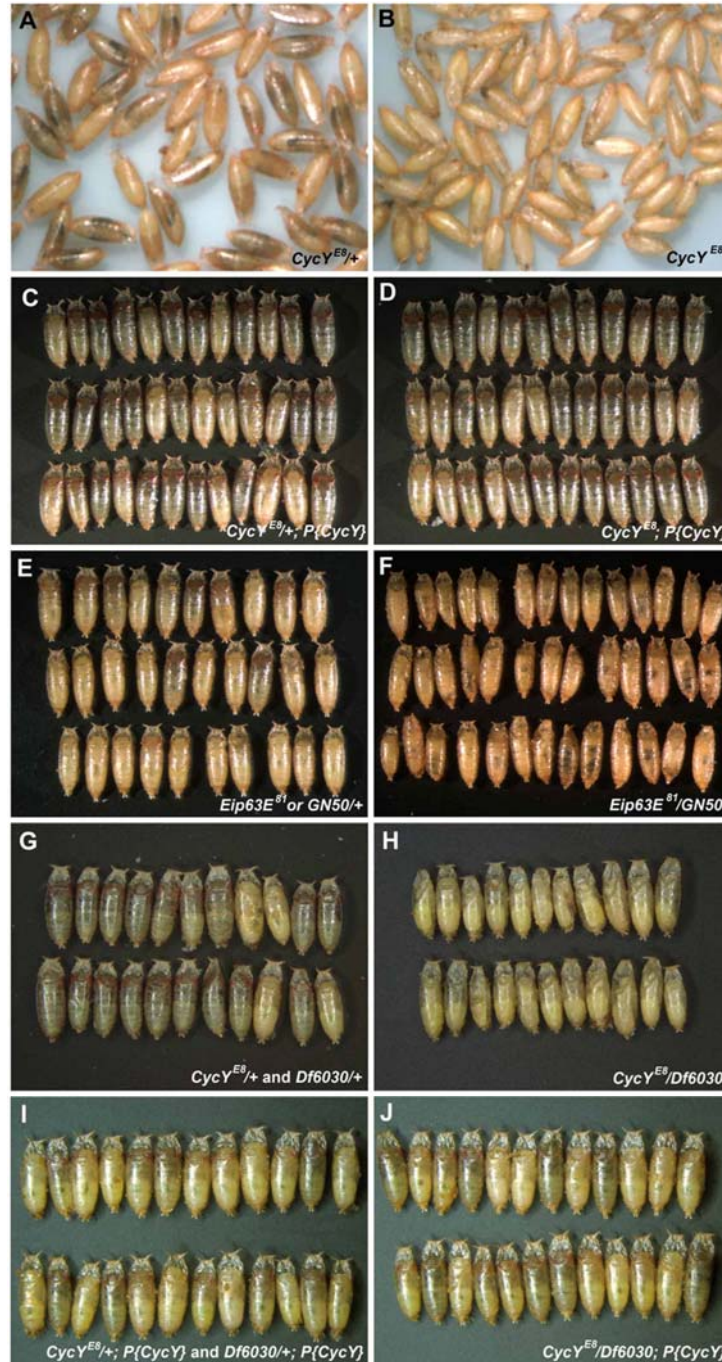 A
CycY^E8/+
B
CycY^E8
C
CycY^E8/+; P{CycY}
D
CycY^E8; P{CycY}
E
Eip63E^81 or GN50/+
F
Eip63E^81/GN50
G
CycY^E8/+ and Df6030/+
H
CycY^E8/Df6030
I
CycY^E8/+; P{CycY} and Df6030/+; P{CycY}
J
CycY^E8/Df6030; P{CycY}